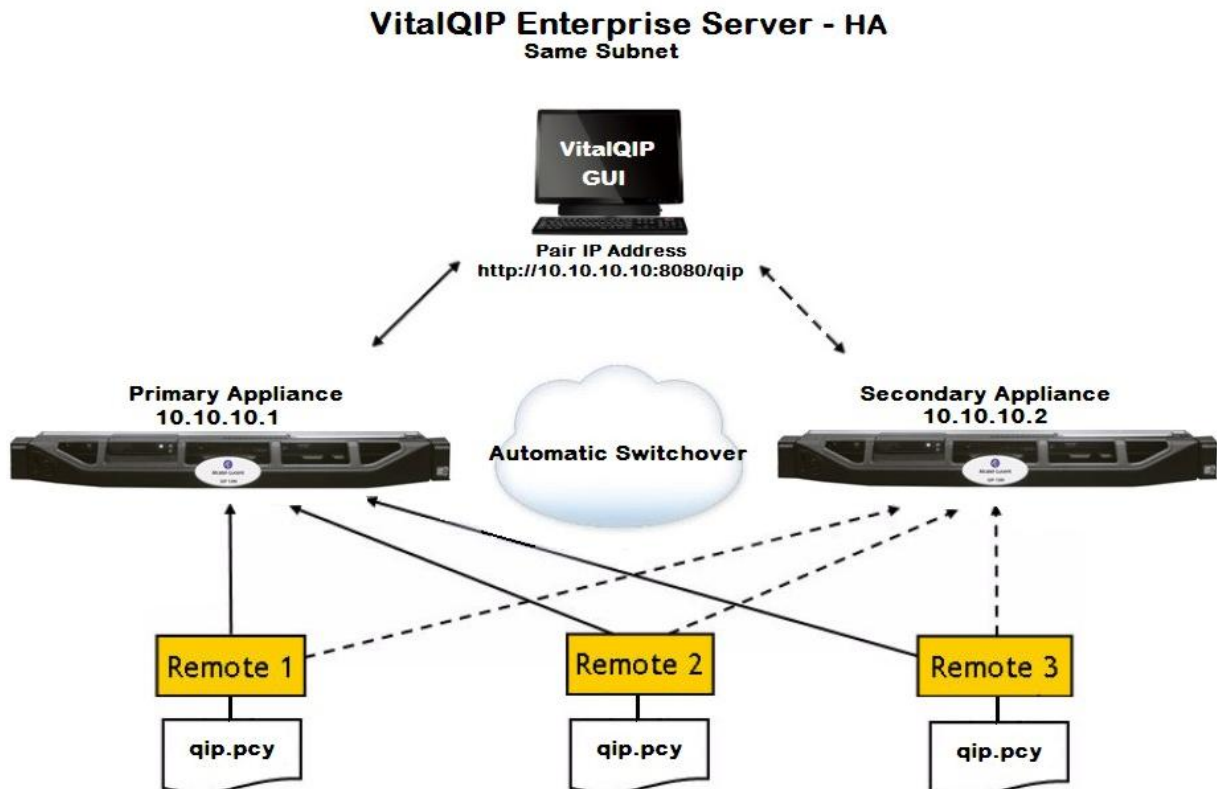 VitalQIP Enterprise Server - HA
Same Subnet
VitalQIP
GUI
Pair IP Address
http://10.10.10.10:8080/qip
Primary Appliance
10.10.10.1
Secondary Appliance
10.10.10.2
Automatic Switchover
Remote 1
Remote 2
Remote 3
qip.pcy
qip.pcy
qip.pcy